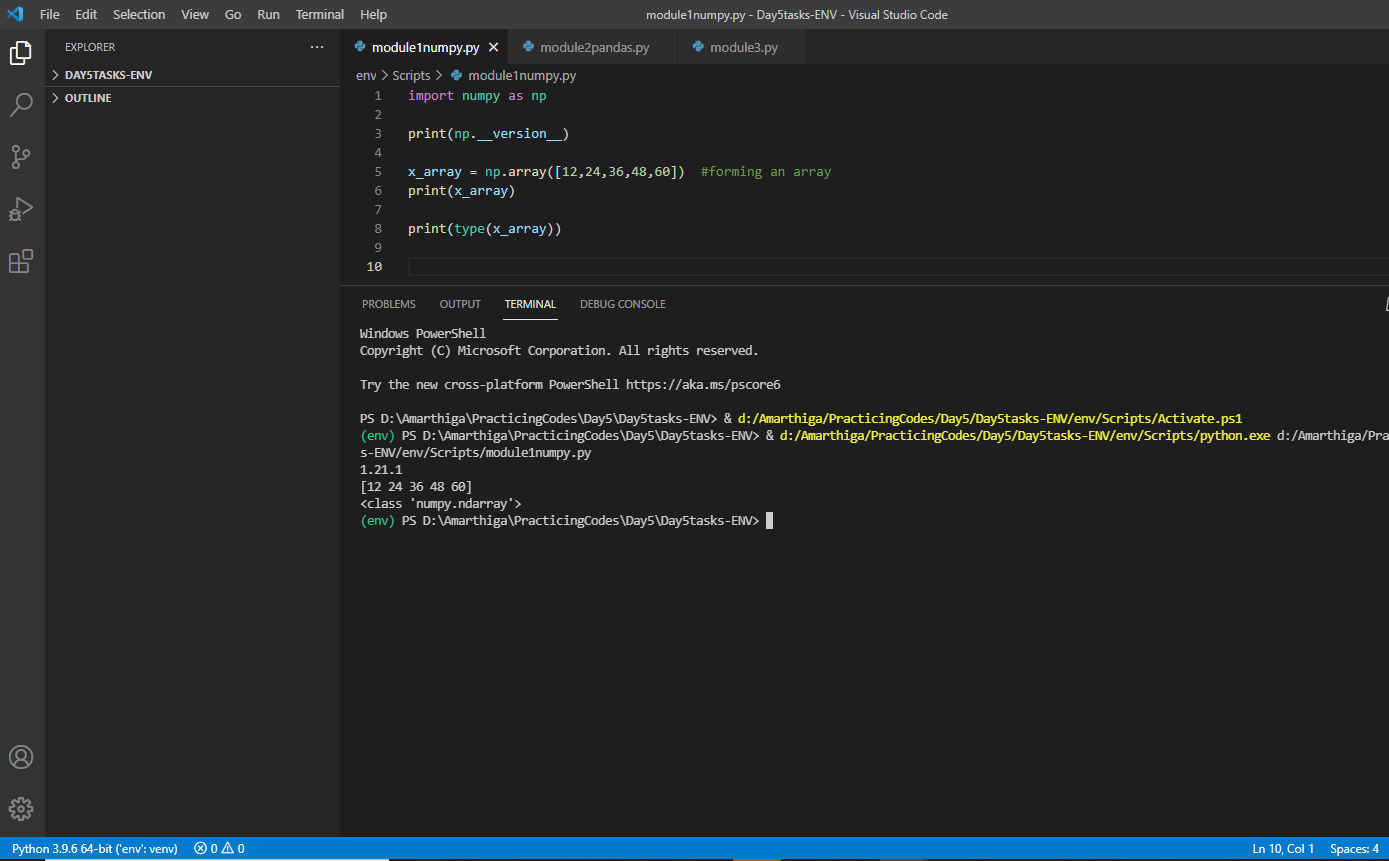 File Edit Selection View Go Run Terminal Help
module1numpy.py - Day5tasks-ENV - Visual Studio Code
EXPLORER ···
DAY5TASKS-ENV
OUTLINE
module1numpy.py module2pandas.py module3.py
env > Scripts > module1numpy.py
1 import numpy as np
2
3 print(np.__version__)
4
5 x_array = np.array([12,24,36,48,60]) #forming an array
6 print(x_array)
7
8 print(type(x_array))
9
10
PROBLEMS OUTPUT TERMINAL DEBUG CONSOLE
Windows PowerShell
Copyright (C) Microsoft Corporation. All rights reserved.
Try the new cross-platform PowerShell https://aka.ms/pscore6
PS D:\Amarthiga\PracticingCodes\Day5\Day5tasks-ENV> & d:/Amarthiga/PracticingCodes/Day5/Day5tasks-ENV/env/Scripts/Activate.ps1
(env) PS D:\Amarthiga\PracticingCodes\Day5\Day5tasks-ENV> & d:/Amarthiga/PracticingCodes/Day5/Day5tasks-ENV/env/Scripts/python.exe d:/Amarthiga/Pra
s-ENV/env/Scripts/module1numpy.py
1.21.1
[12 24 36 48 60]
<class 'numpy.ndarray'>
(env) PS D:\Amarthiga\PracticingCodes\Day5\Day5tasks-ENV>
Python 3.9.6 64-bit ('env': venv) 0 0 Ln 10, Col 1 Spaces: 4